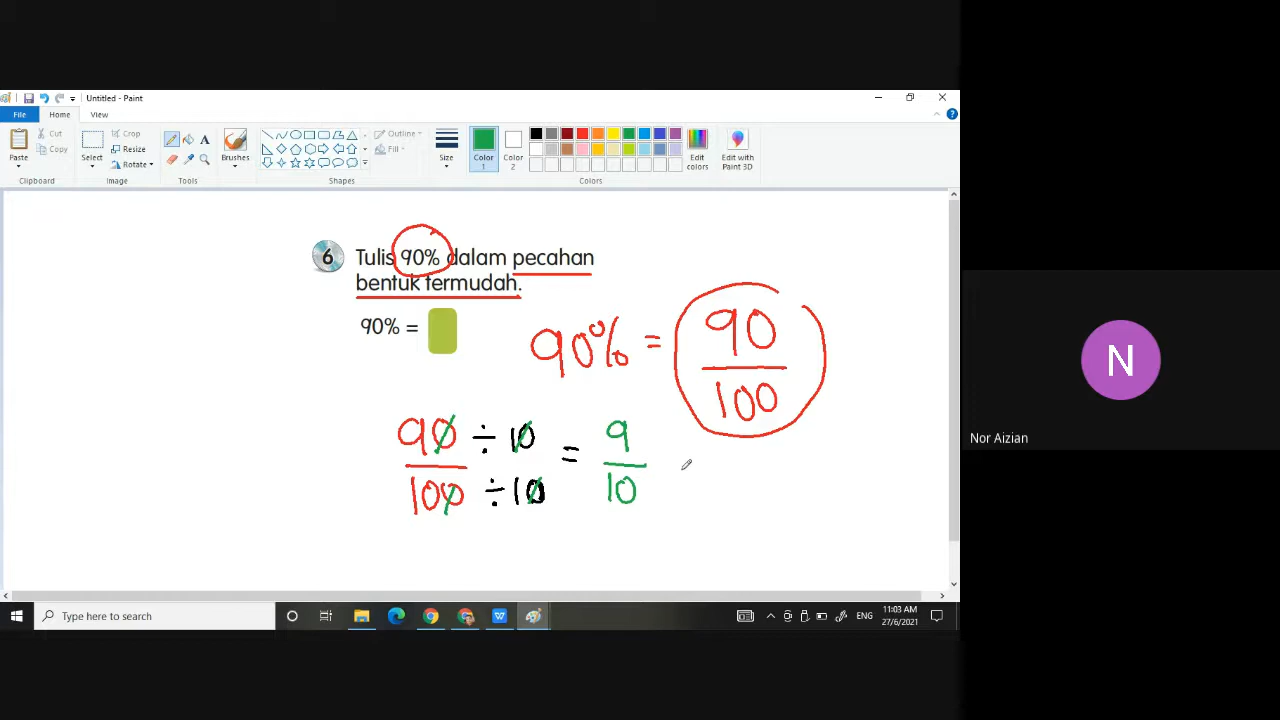 Untitled - Paint
File Home View
Paste
Cut
Copy
Clipboard
Select
Crop
Resize
Rotate
Image
Tools
Brushes
Outline
Fill
Shapes
Size
Color 1
Color 2
Edit colors
Edit with Paint 3D
Colors
6 Tulis 90% dalam pecahan
bentuk termudah.
90% =
90% = 90/100
90 ÷ 10 = 9
100 ÷ 10 10
Nor Aizian
N
Type here to search
ENG
11:03 AM
27/6/2021